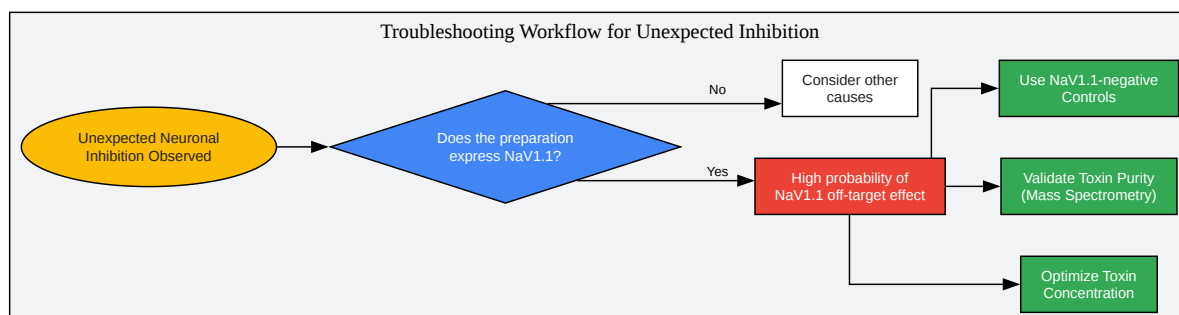 Troubleshooting Workflow for Unexpected Inhibition
Unexpected Neuronal
Inhibition Observed
Does the preparation
express NaV1.1?
No
Consider other
causes
Yes
High probability of
NaV1.1 off-target effect
Use NaV1.1-negative
Controls
Validate Toxin Purity
(Mass Spectrometry)
Optimize Toxin
Concentration